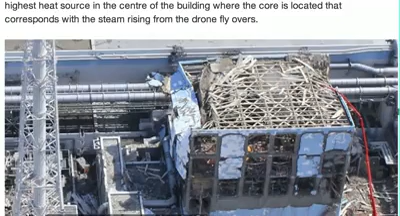 highest heat source in the centre of the building where the core is located that
corresponds with the steam rising from the drone fly overs.